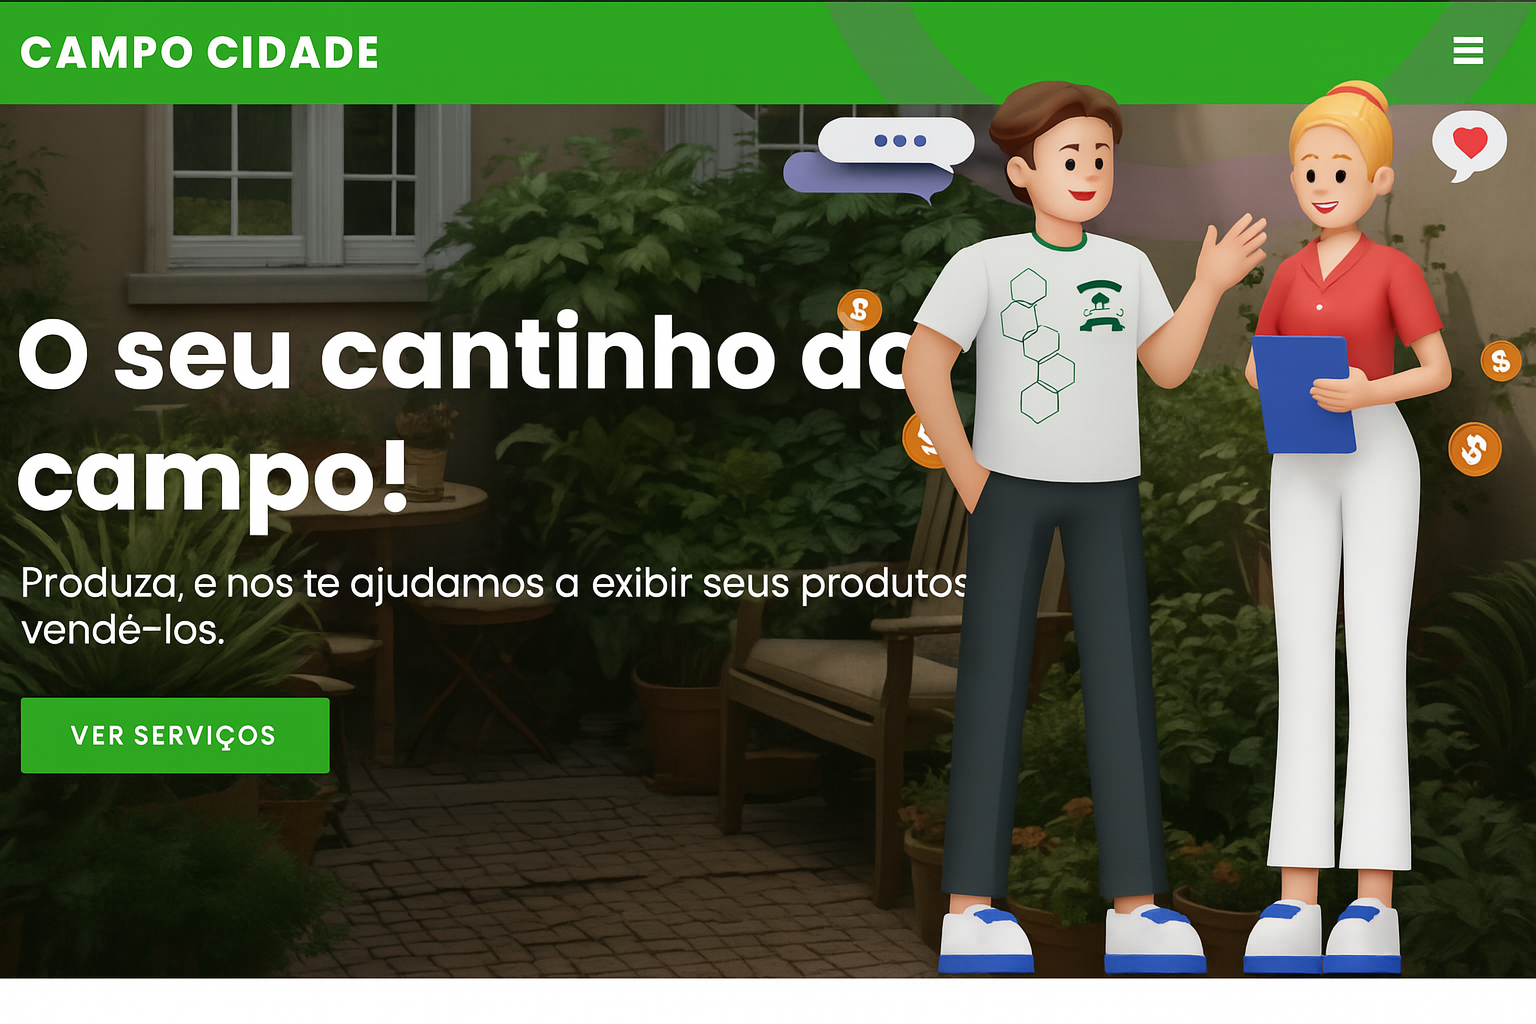 CAMPO CIDADE
O seu cantinho do
campo!
Produza, e nos te ajudamos a exibir seus produtos
vendé-los.
VER SERVIÇOS